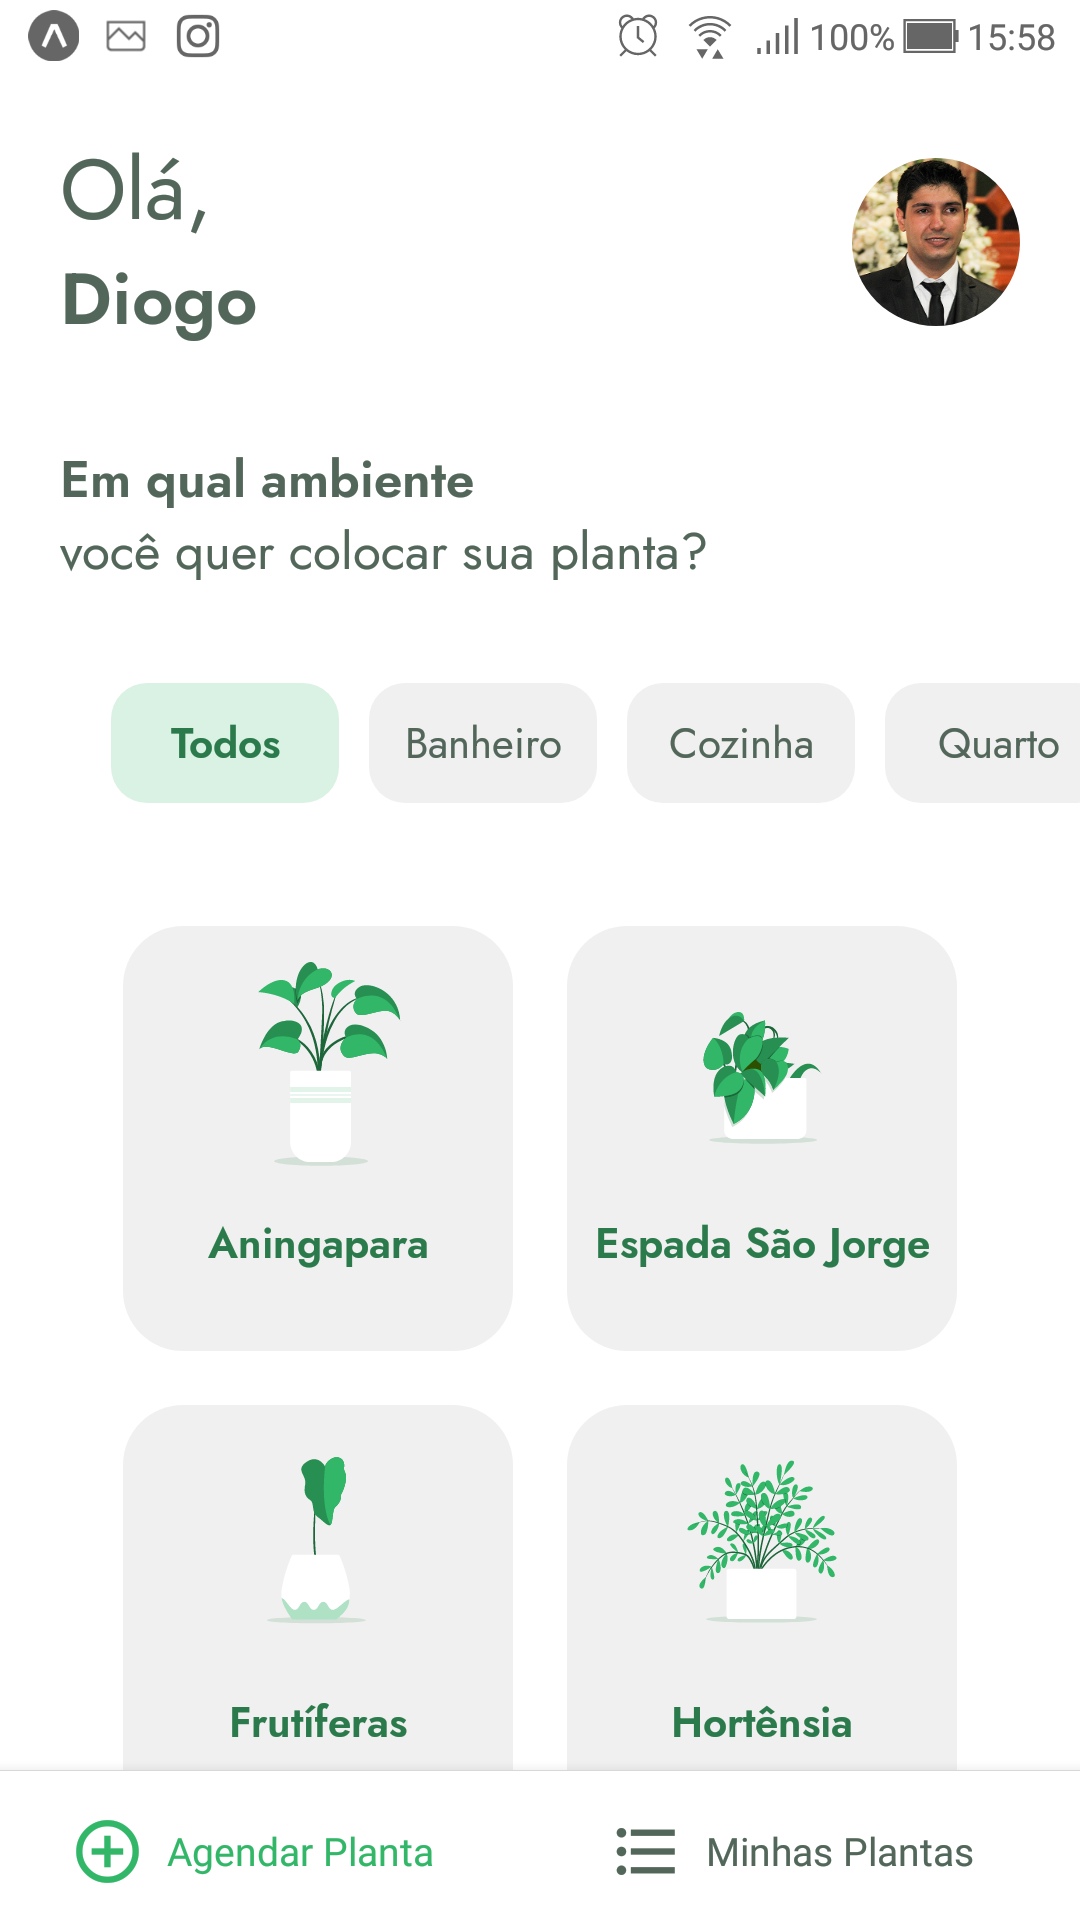 100% 15:58
Olá,
Diogo
Em qual ambiente
você quer colocar sua planta?
Todos Banheiro Cozinha Quarto
Aningapara Espada São Jorge
Frutíferas Hortênsia
Agendar Planta Minhas Plantas